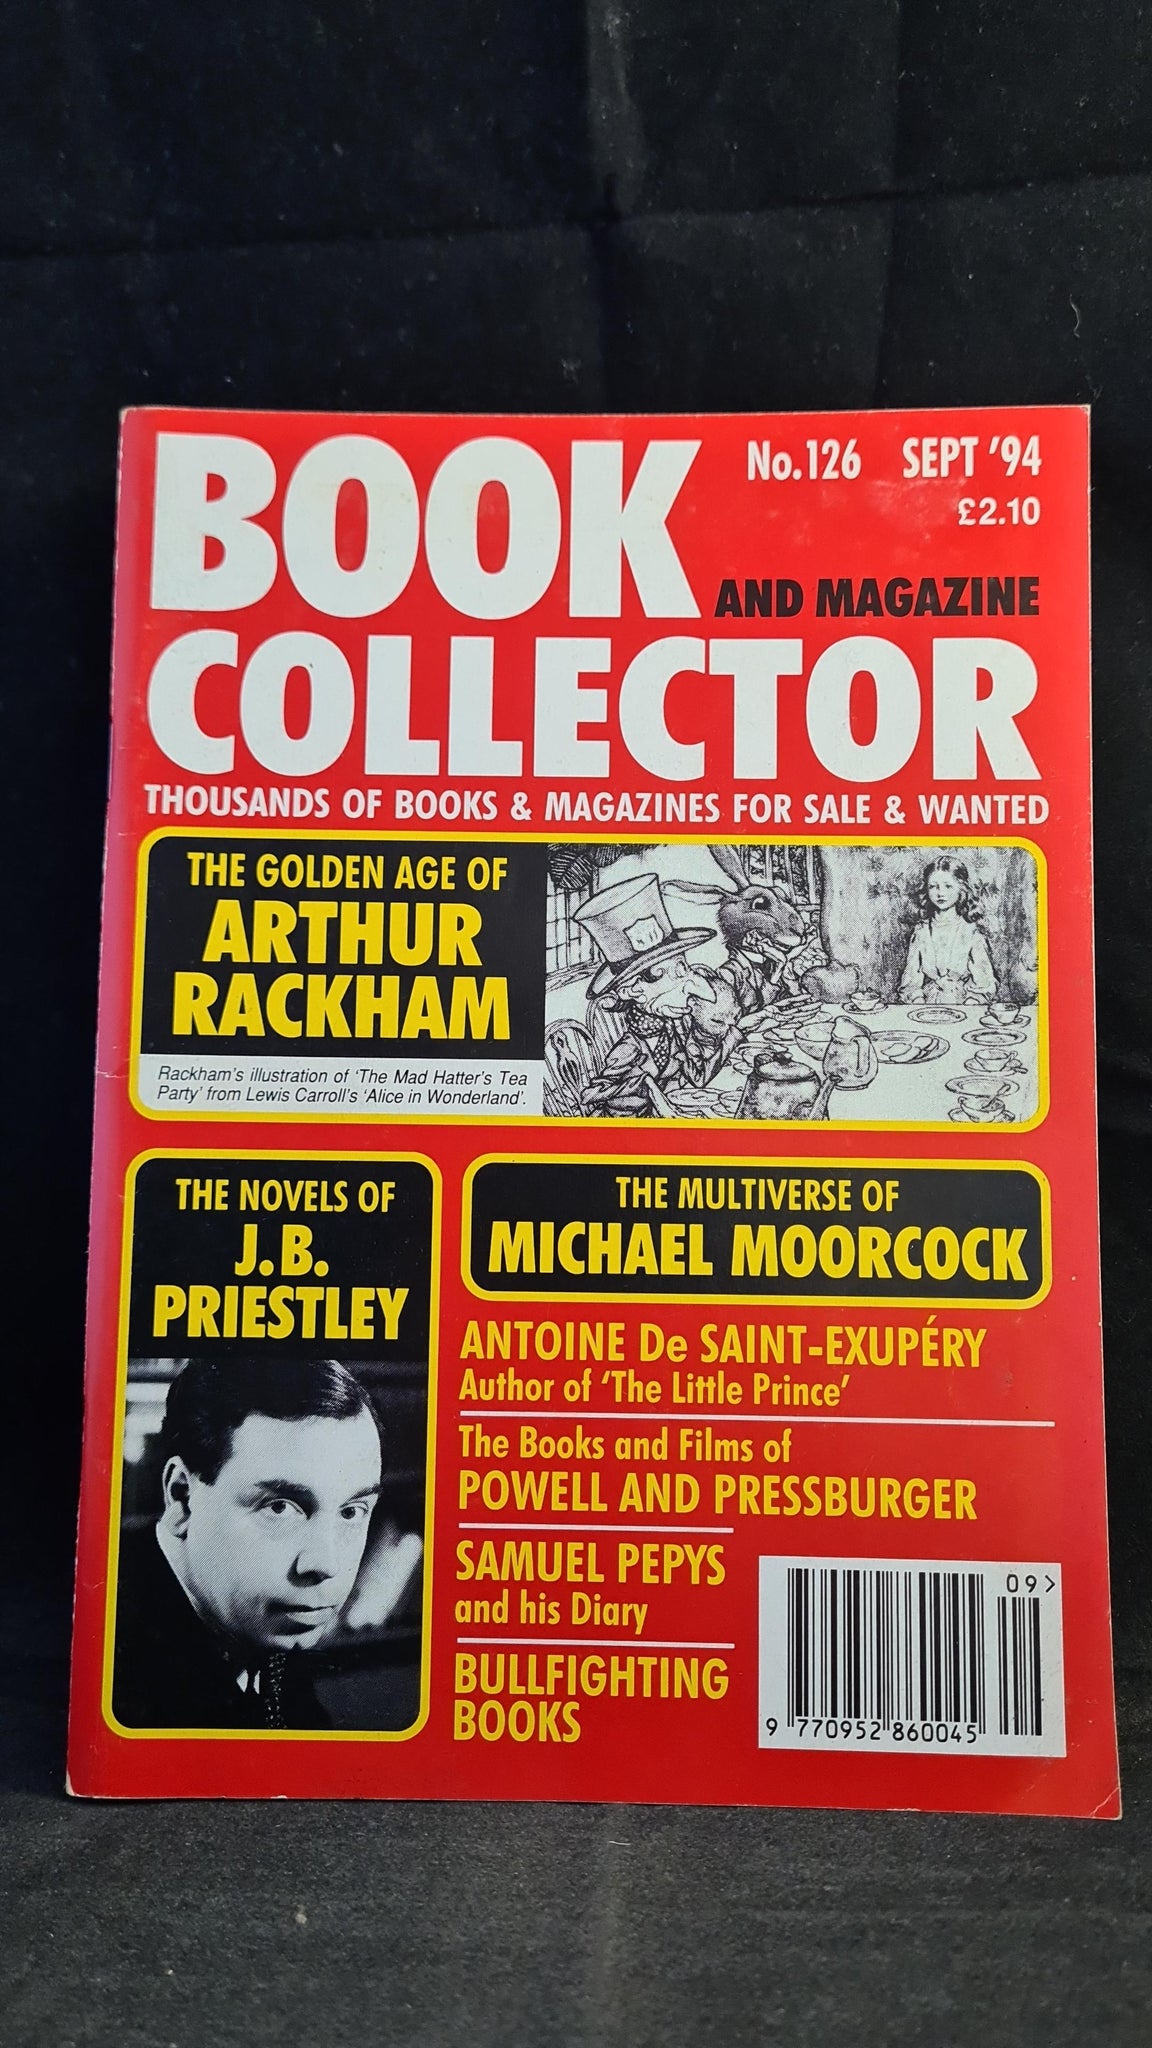 BOOK
No.126 SEPT '94
£2.10
AND MAGAZINE
COLLECTOR
THOUSANDS OF BOOKS & MAGAZINES FOR SALE & WANTED
THE GOLDEN AGE OF
ARTHUR
RACKHAM
Rackham's illustration of 'The Mad Hatter's Tea
Party' from Lewis Carroll's 'Alice in Wonderland'.
THE NOVELS OF
J.B.
PRIESTLEY
THE MULTIVERSE OF
MICHAEL MOORCOCK
ANTOINE De SAINT-EXUPÉRY
Author of 'The Little Prince'
The Books and Films of
POWELL AND PRESSBURGER
SAMUEL PEPYS
and his Diary
BULLFIGHTING
BOOKS
09>
9 770952 860045